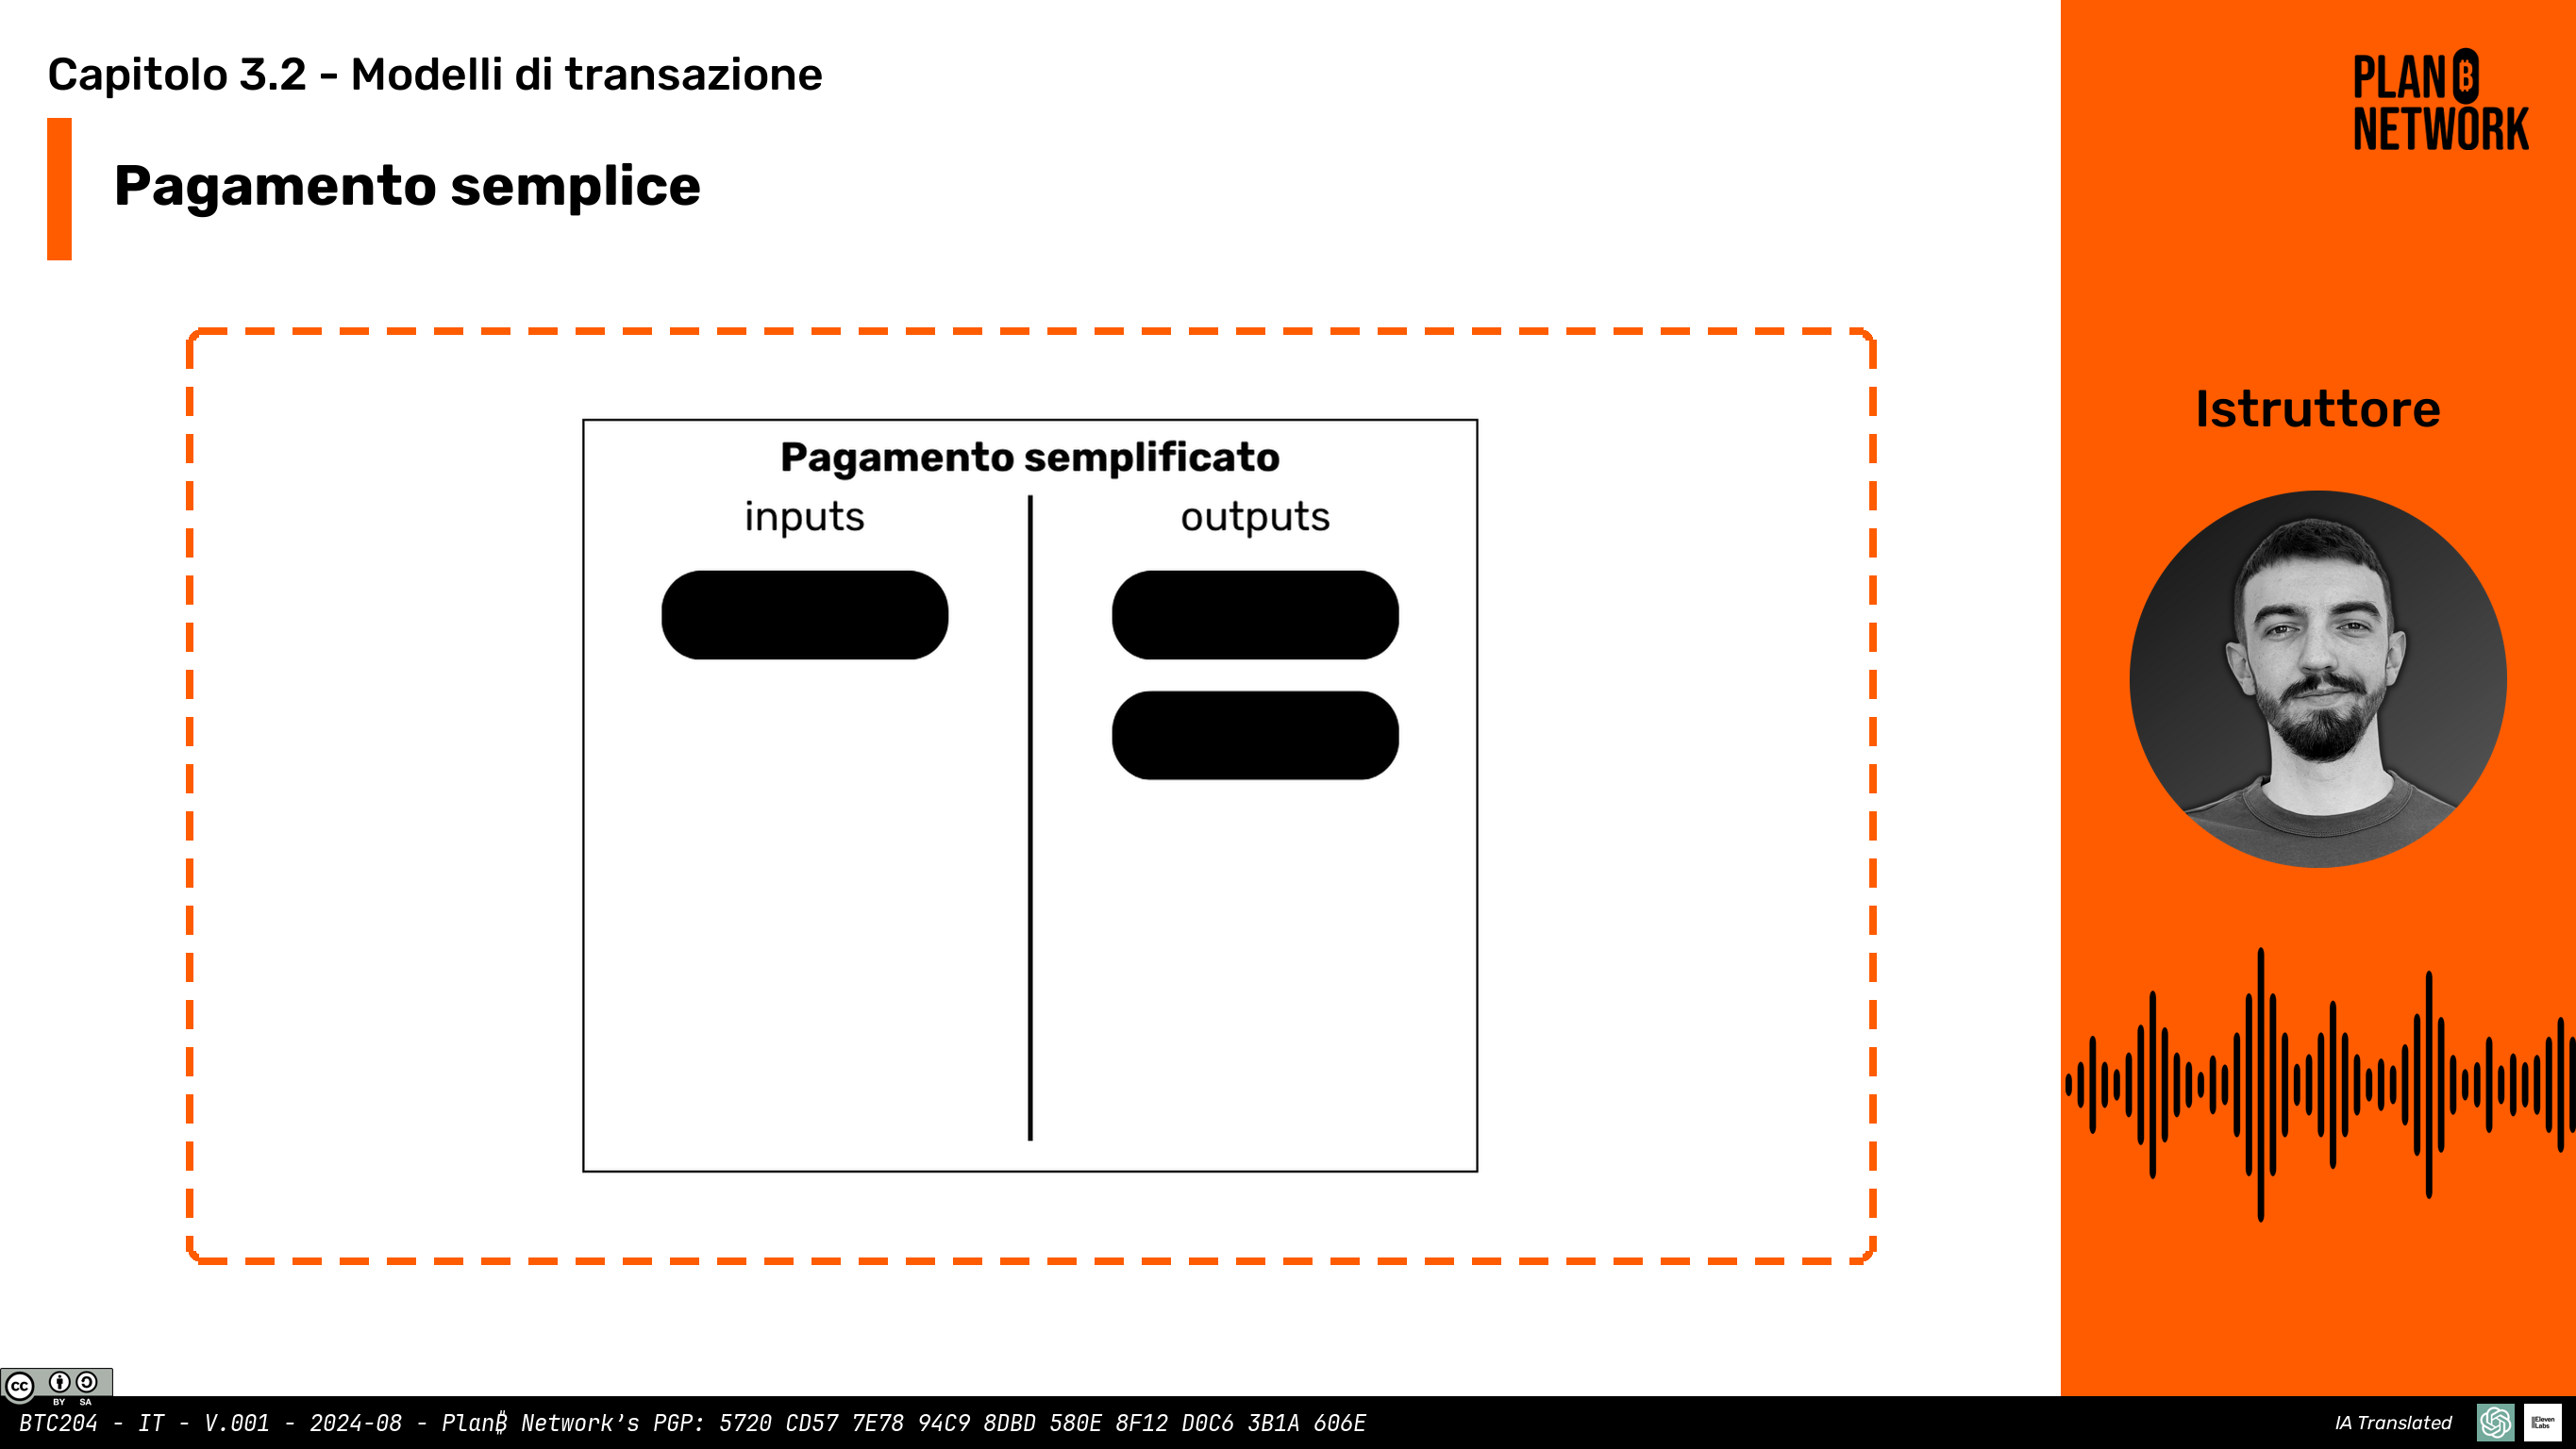 Capitolo 3.2 - Modelli di transazione
Pagamento semplice
PLAN ₿
NETWORK
Istruttore
Pagamento semplificato
inputs
outputs
cc
BY SA
BTC204 - IT - V.001 - 2024-08 - Plan₿ Network's PGP: 5720 CD57 7E78 94C9 8DBD 580E 8F12 D0C6 3B1A 606E
IA Translated
ElevenLabs